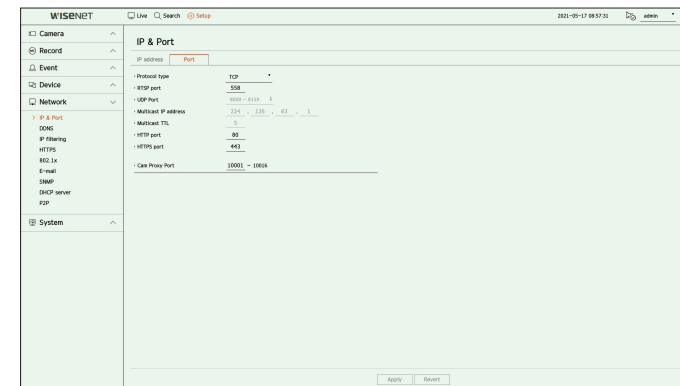 WISENET
Live Search Setup 2021-05-17 08:57:31 admin
Camera
Record
Event
Device
Network
> IP & Port
DDNS
IP filtering
HTTPS
802.1x
E-mail
SNMP
DHCP server
P2P
System
IP & Port
IP address Port
Protocol type TCP
RTSP port 558
UDP Port 8000 ~ 8159
Multicast IP address 224 . 136 . 63 . 1
Multicast TTL 5
HTTP port 80
HTTPS port 443
Cam Proxy Port 10001 ~ 10016
Apply Revert